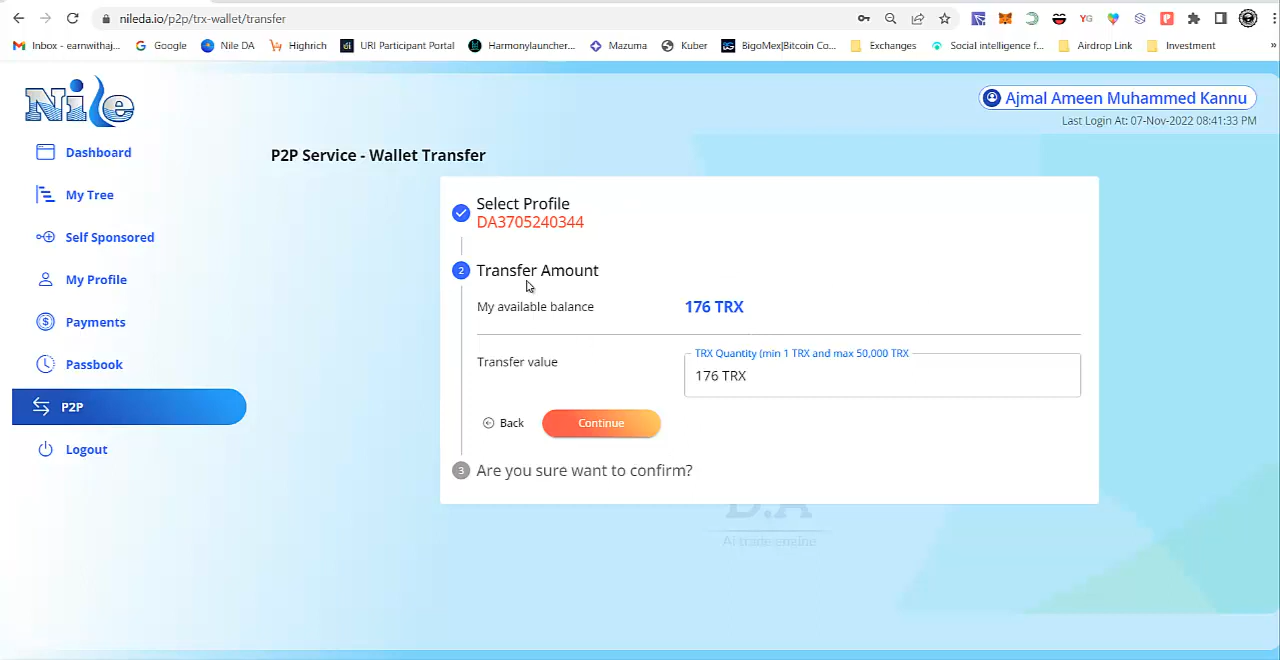 nileda.io/p2p/trx-wallet/transfer
Inbox - earnwithaj...
Google
Nile DA
Highrich
URI Participant Portal
Harmonylauncher...
Mazuma
Kuber
BigoMex|Bitcoin Co...
Exchanges
Social intelligence f...
Airdrop Link
Investment
»
YG
Nile
Ajmal Ameen Muhammed Kannu
Last Login At: 07-Nov-2022 08:41:33 PM
Dashboard
My Tree
Self Sponsored
My Profile
Payments
Passbook
P2P
Logout
P2P Service - Wallet Transfer
Select Profile
DA3705240344
2
Transfer Amount
My available balance
176 TRX
Transfer value
TRX Quantity (min 1 TRX and max 50,000 TRX
176 TRX
Back
Continue
3
Are you sure want to confirm?
D.A
Ai trade engine